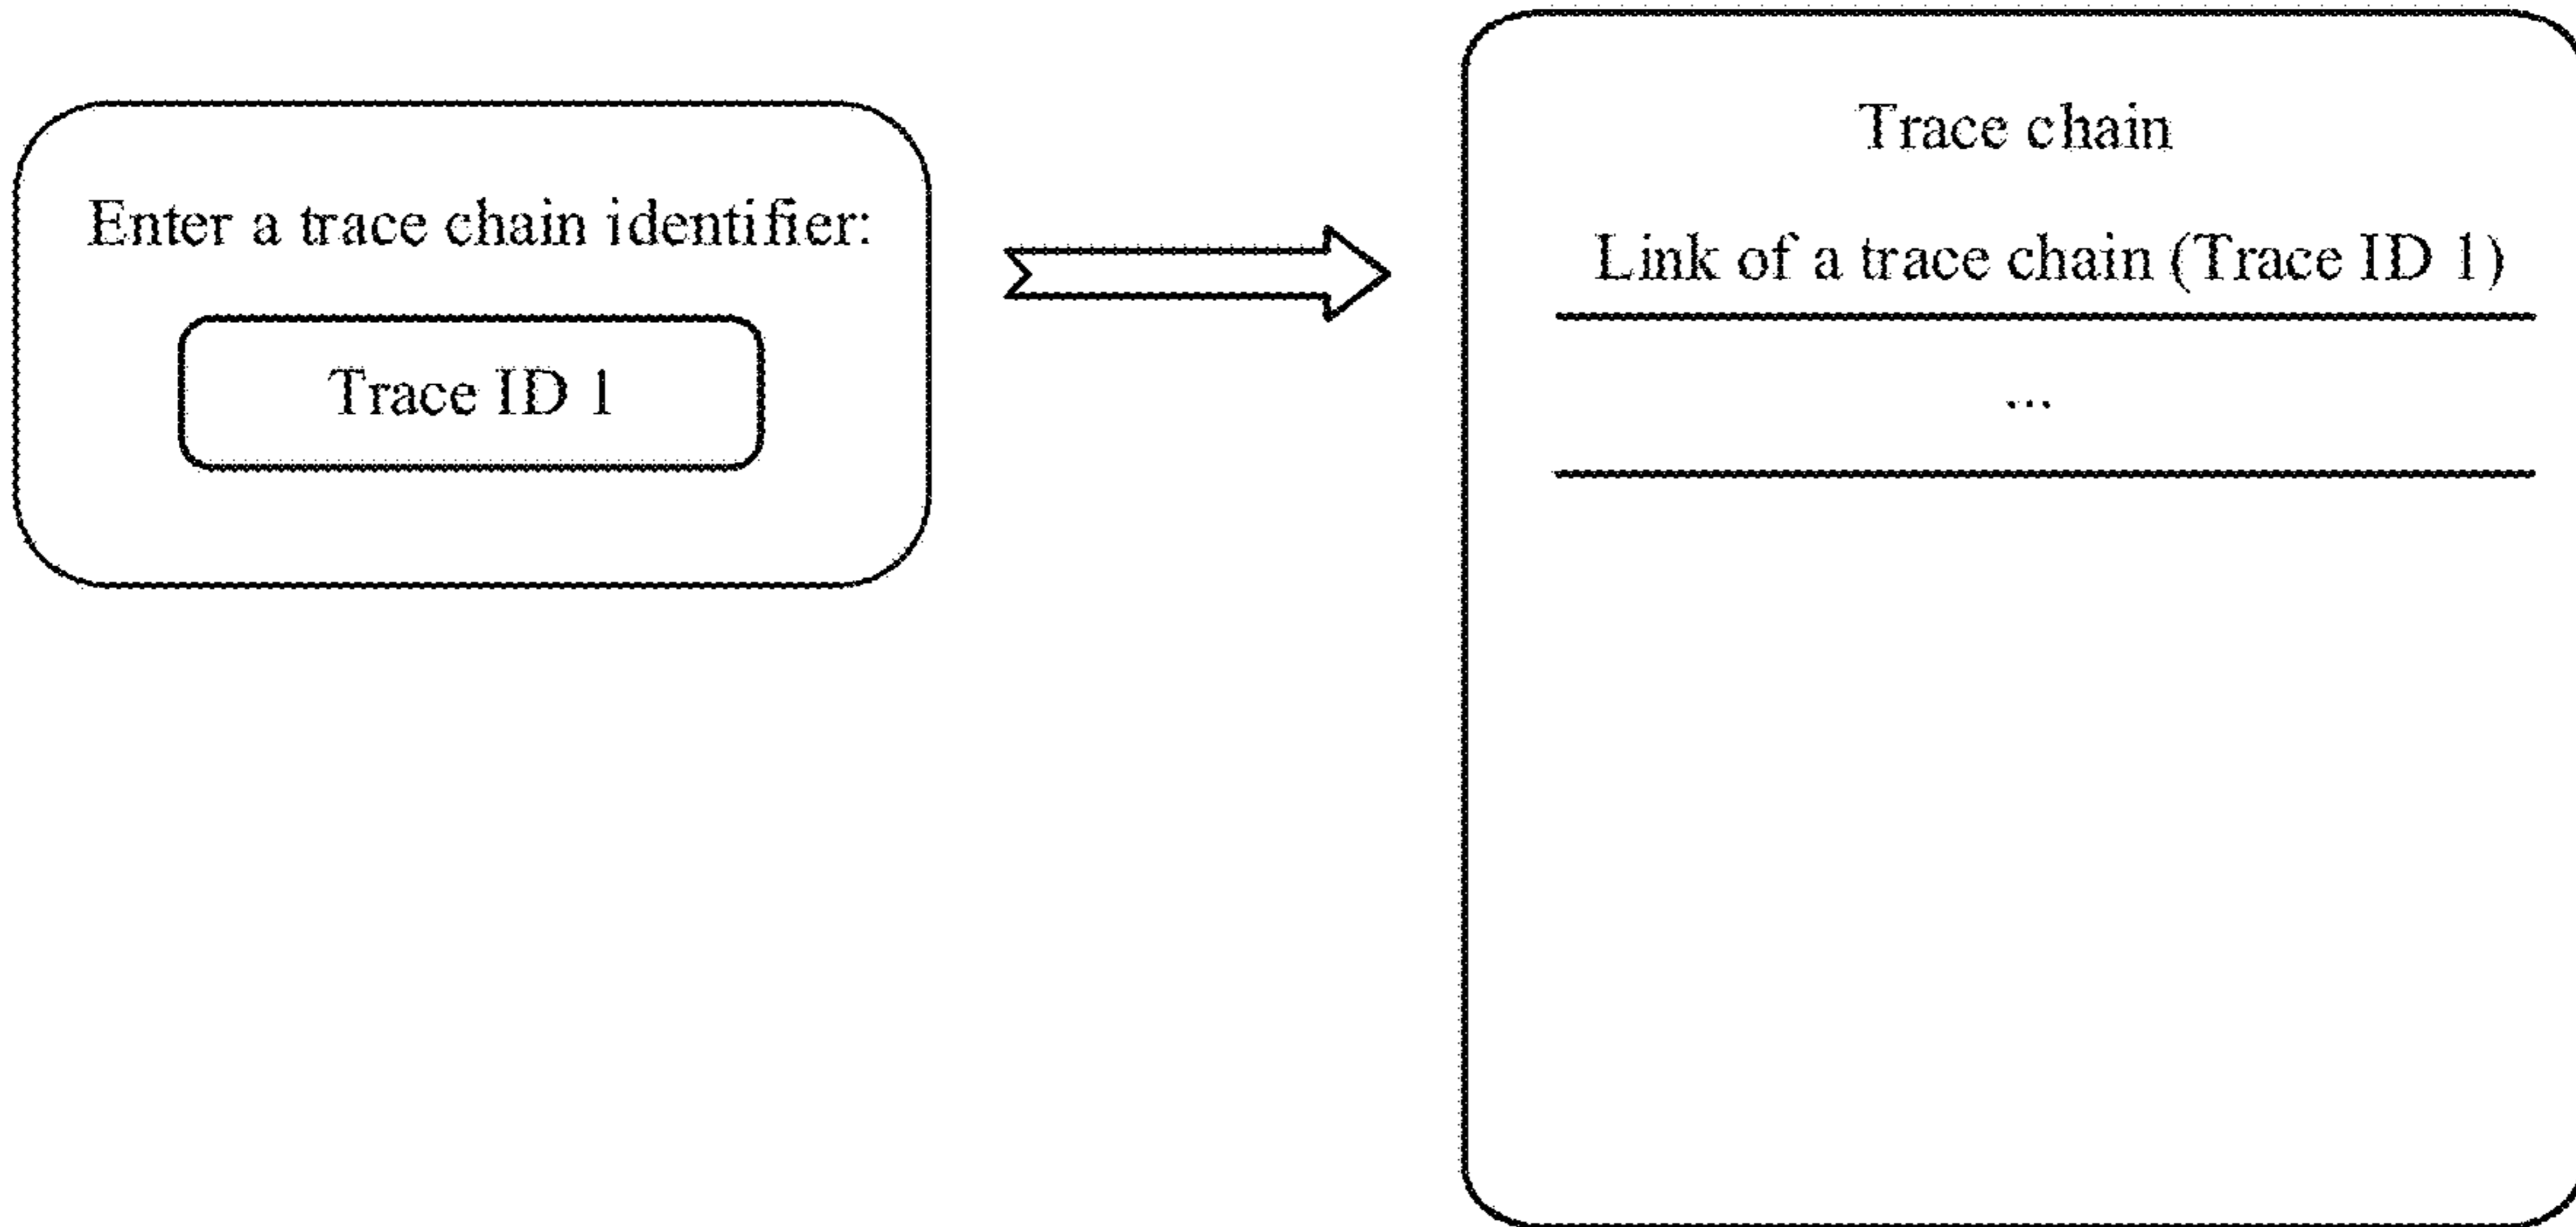 Enter a trace chain identifier:
Trace ID 1
Trace chain
Link of a trace chain (Trace ID 1)
...